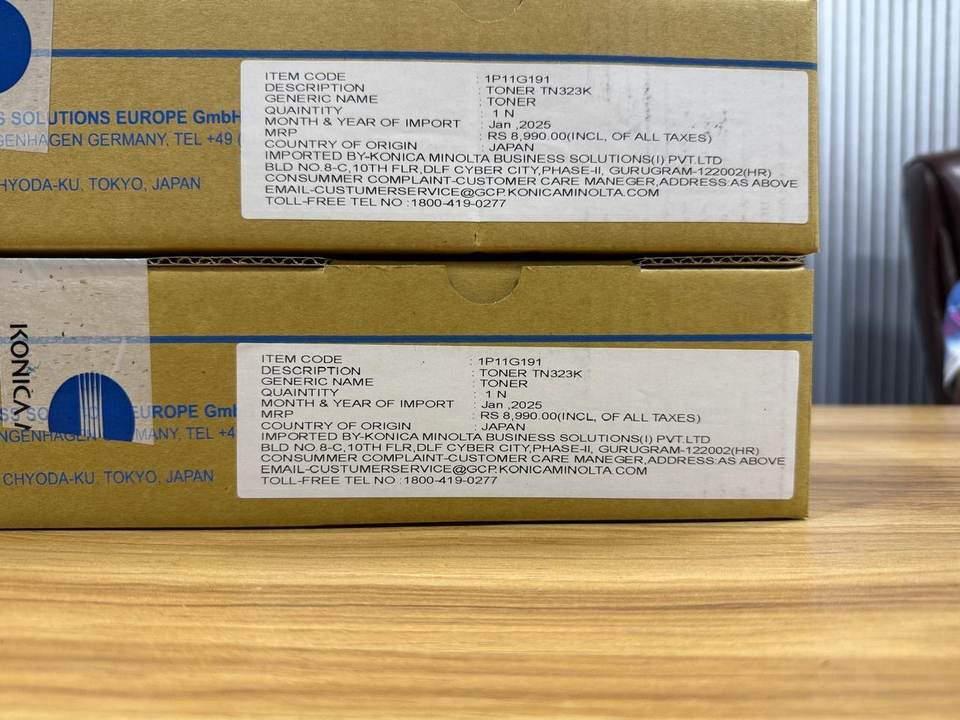 S SOLUTIONS EUROPE GmbH
ENHAGEN GERMANY, TEL +49 (
HYODA-KU, TOKYO, JAPAN
ITEM CODE : 1P11G191
DESCRIPTION : TONER TN323K
GENERIC NAME : TONER
QUAINTITY : 1 N
MONTH & YEAR OF IMPORT : Jan ,2025
MRP : RS 8,990.00(INCL, OF ALL TAXES)
COUNTRY OF ORIGIN : JAPAN
IMPORTED BY-KONICA MINOLTA BUSINESS SOLUTIONS(I) PVT.LTD
BLD NO.8-C,10TH FLR,DLF CYBER CITY,PHASE-II, GURUGRAM-122002(HR)
CONSUMMER COMPLAINT-CUSTOMER CARE MANEGER,ADDRESS:AS ABOVE
EMAIL-CUSTUMERSERVICE@GCP.KONICAMINOLTA.COM
TOLL-FREE TEL NO :1800-419-0277
KONICA
EUROPE Gmb
NGENHAGE MANY, TEL +4
CHYODA-KU, TOKYO, JAPAN
ITEM CODE : 1P11G191
DESCRIPTION : TONER TN323K
GENERIC NAME : TONER
QUAINTITY : 1 N
MONTH & YEAR OF IMPORT : Jan ,2025
MRP : RS 8,990.00(INCL, OF ALL TAXES)
COUNTRY OF ORIGIN : JAPAN
IMPORTED BY-KONICA MINOLTA BUSINESS SOLUTIONS(I) PVT.LTD
BLD NO.8-C,10TH FLR,DLF CYBER CITY,PHASE-II, GURUGRAM-122002(HR)
CONSUMMER COMPLAINT-CUSTOMER CARE MANEGER,ADDRESS:AS ABOVE
EMAIL-CUSTUMERSERVICE@GCP.KONICAMINOLTA.COM
TOLL-FREE TEL NO :1800-419-0277